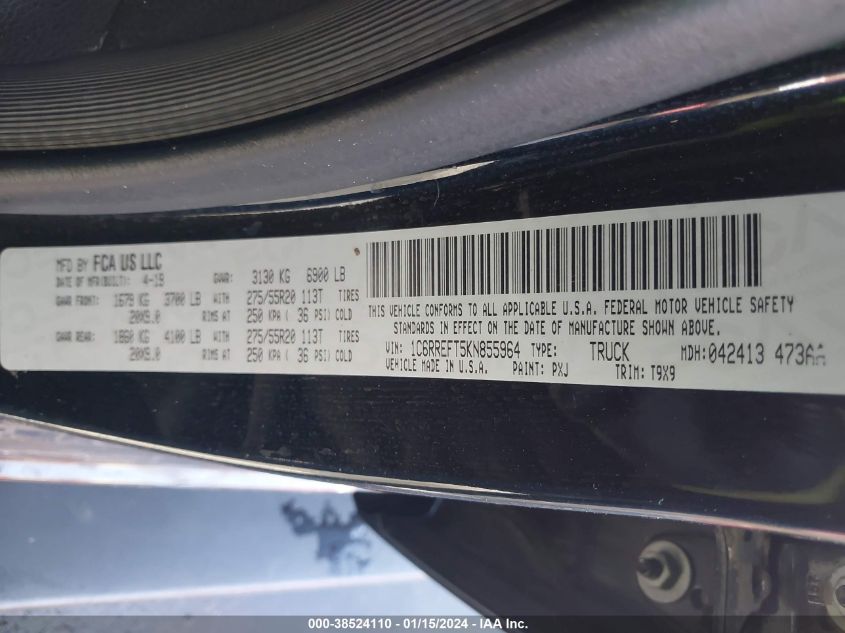 MFD BY FCA US LLC
DATE OF MFR(BUILT): 4-19 GVWR: 3130 KG 6900 LB
GAWR FRONT: 1679 KG 3700 LB WITH 275/55R20 113T TIRES
20X9.0 RIMS AT 250 KPA ( 36 PSI) COLD
GAWR REAR: 1860 KG 4100 LB WITH 275/55R20 113T TIRES
20X9.0 RIMS AT 250 KPA ( 36 PSI) COLD
THIS VEHICLE CONFORMS TO ALL APPLICABLE U.S.A. FEDERAL MOTOR VEHICLE SAFETY
STANDARDS IN EFFECT ON THE DATE OF MANUFACTURE SHOWN ABOVE.
VIN: 1C6RREFT5KN855964 TYPE: TRUCK MDH:042413 473AA
VEHICLE MADE IN U.S.A. PAINT: PXJ TRIM: T9X9
000-38524110 - 01/15/2024 - IAA Inc.